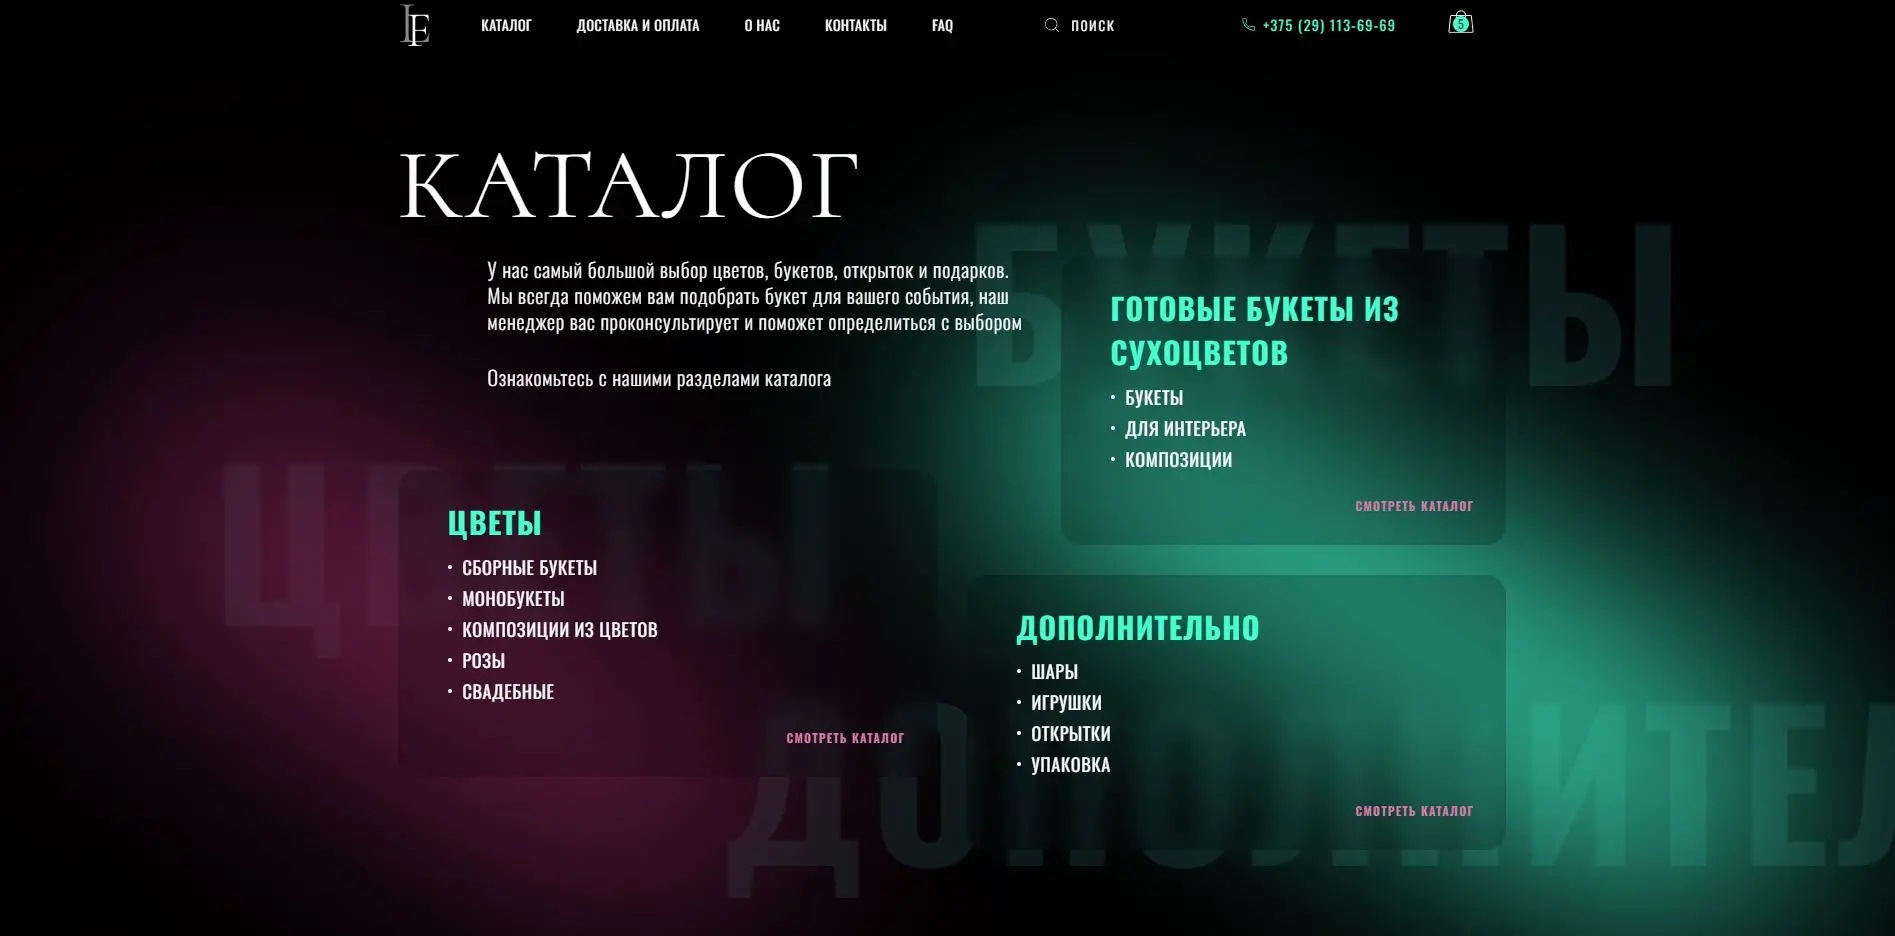 LE
КАТАЛОГ
ДОСТАВКА И ОПЛАТА
О НАС
КОНТАКТЫ
FAQ
ПОИСК
+375 (29) 113-69-69
5
КАТАЛОГ
У нас самый большой выбор цветов, букетов, открыток и подарков.
Мы всегда поможем вам подобрать букет для вашего события, наш
менеджер вас проконсультирует и поможет определиться с выбором
Ознакомьтесь с нашими разделами каталога
БУКЕТЫ
ГОТОВЫЕ БУКЕТЫ ИЗ
СУХОЦВЕТОВ
• БУКЕТЫ
• ДЛЯ ИНТЕРЬЕРА
• КОМПОЗИЦИИ
СМОТРЕТЬ КАТАЛОГ
ЦВЕТЫ
ЦВЕТЫ
• СБОРНЫЕ БУКЕТЫ
• МОНОБУКЕТЫ
• КОМПОЗИЦИИ ИЗ ЦВЕТОВ
• РОЗЫ
• СВАДЕБНЫЕ
СМОТРЕТЬ КАТАЛОГ
ДОПОЛНИТЕЛ
ДОПОЛНИТЕЛЬНО
• ШАРЫ
• ИГРУШКИ
• ОТКРЫТКИ
• УПАКОВКА
СМОТРЕТЬ КАТАЛОГ